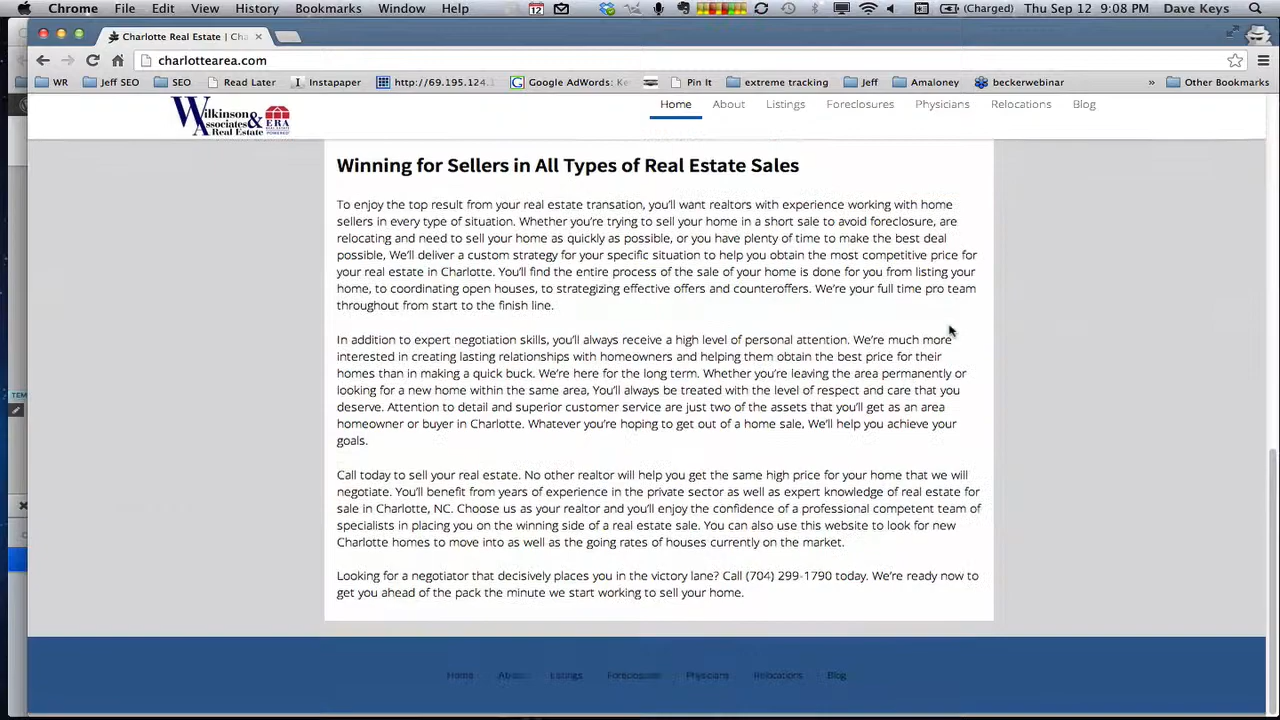 Chrome File Edit View History Bookmarks Window Help 12 (Charged) Thu Sep 12 9:08 PM Dave Keys
Charlotte Real Estate | Cha
charlottearea.com
WR Jeff SEO SEO Read Later Instapaper http://69.195.124.1 Google AdWords: Ke Pin It extreme tracking Jeff Amaloney beckerwebinar » Other Bookmarks
Wilkinson & Associates Real Estate ERA
Home About Listings Foreclosures Physicians Relocations Blog
Winning for Sellers in All Types of Real Estate Sales
To enjoy the top result from your real estate transation, you'll want realtors with experience working with home
sellers in every type of situation. Whether you're trying to sell your home in a short sale to avoid foreclosure, are
relocating and need to sell your home as quickly as possible, or you have plenty of time to make the best deal
possible, We'll deliver a custom strategy for your specific situation to help you obtain the most competitive price for
your real estate in Charlotte. You'll find the entire process of the sale of your home is done for you from listing your
home, to coordinating open houses, to strategizing effective offers and counteroffers. We're your full time pro team
throughout from start to the finish line.
In addition to expert negotiation skills, you'll always receive a high level of personal attention. We're much more
interested in creating lasting relationships with homeowners and helping them obtain the best price for their
homes than in making a quick buck. We're here for the long term. Whether you're leaving the area permanently or
looking for a new home within the same area, You'll always be treated with the level of respect and care that you
deserve. Attention to detail and superior customer service are just two of the assets that you'll get as an area
homeowner or buyer in Charlotte. Whatever you're hoping to get out of a home sale, We'll help you achieve your
goals.
Call today to sell your real estate. No other realtor will help you get the same high price for your home that we will
negotiate. You'll benefit from years of experience in the private sector as well as expert knowledge of real estate for
sale in Charlotte, NC. Choose us as your realtor and you'll enjoy the confidence of a professional competent team of
specialists in placing you on the winning side of a real estate sale. You can also use this website to look for new
Charlotte homes to move into as well as the going rates of houses currently on the market.
Looking for a negotiator that decisively places you in the victory lane? Call (704) 299-1790 today. We're ready now to
get you ahead of the pack the minute we start working to sell your home.
Home About Listings Foreclosures Physicians Relocations Blog